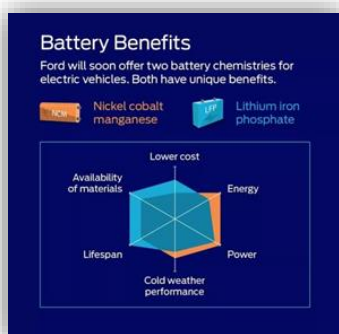 Battery Benefits
Ford will soon offer two battery chemistries for
electric vehicles. Both have unique benefits.
NCM
Nickel cobalt
manganese
LFP
Lithium iron
phosphate
Lower cost
Availability
of materials
Energy
Lifespan
Power
Cold weather
performance